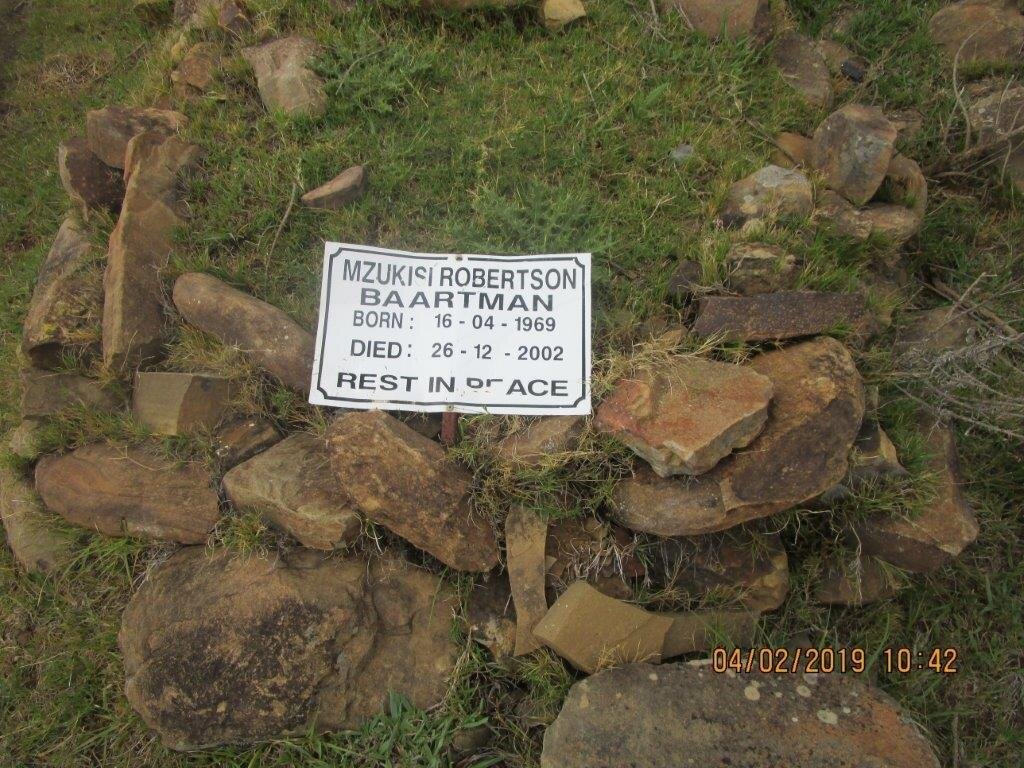 MZUKISI ROBERTSON
BAARTMAN
BORN : 16 - 04 - 1969
DIED : 26 - 12 - 2002
REST IN PEACE
04/02/2019 10:42